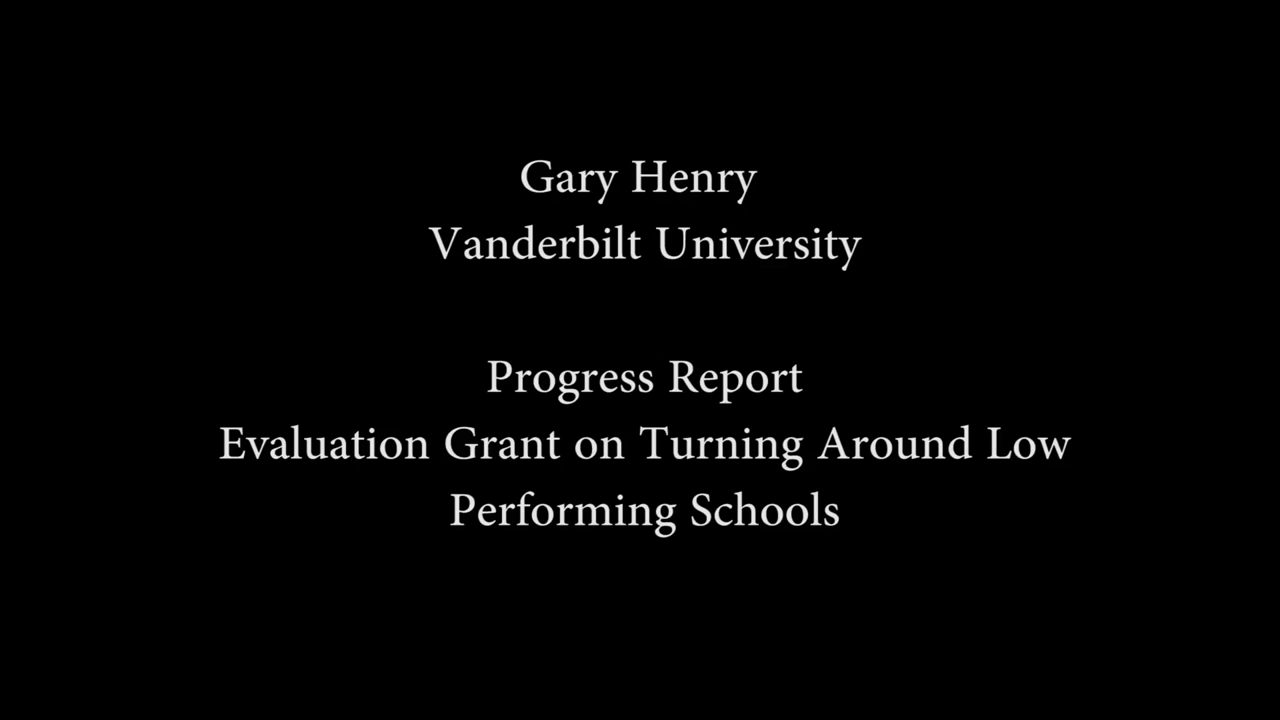 Gary Henry
Vanderbilt University
Progress Report
Evaluation Grant on Turning Around Low
Performing Schools